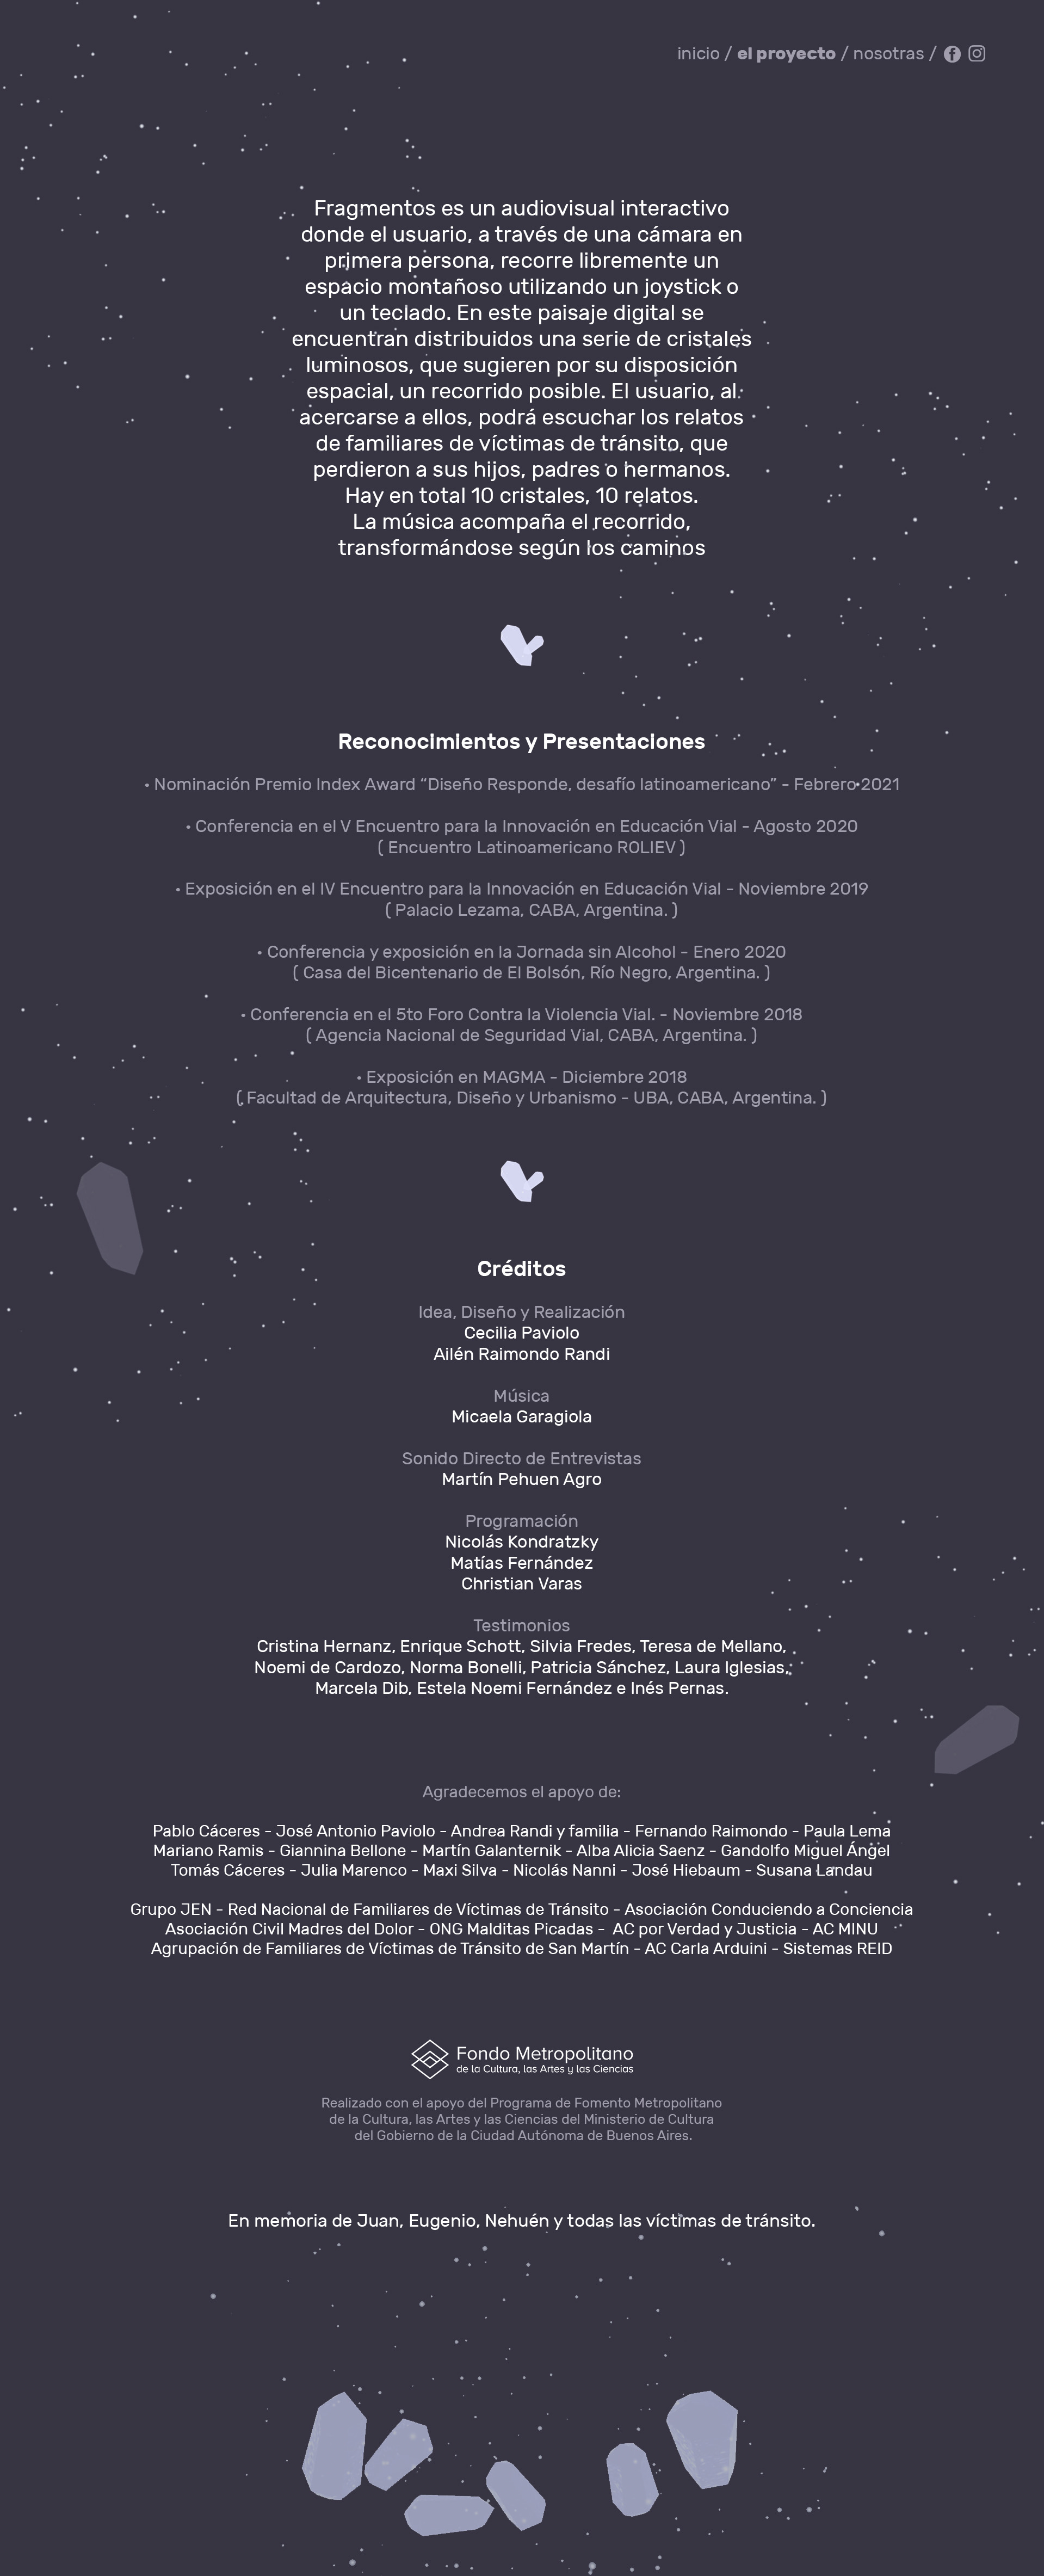 inicio / el proyecto / nosotras /
Fragmentos es un audiovisual interactivo
donde el usuario, a través de una cámara en
primera persona, recorre libremente un
espacio montañoso utilizando un joystick o
un teclado. En este paisaje digital se
encuentran distribuidos una serie de cristales
luminosos, que sugieren por su disposición
espacial, un recorrido posible. El usuario, al
acercarse a ellos, podrá escuchar los relatos
de familiares de víctimas de tránsito, que
perdieron a sus hijos, padres o hermanos.
Hay en total 10 cristales, 10 relatos.
La música acompaña el recorrido,
transformándose según los caminos
Reconocimientos y Presentaciones
• Nominación Premio Index Award “Diseño Responde, desafío latinoamericano” - Febrero 2021
• Conferencia en el V Encuentro para la Innovación en Educación Vial - Agosto 2020
( Encuentro Latinoamericano ROLIEV )
• Exposición en el IV Encuentro para la Innovación en Educación Vial - Noviembre 2019
( Palacio Lezama, CABA, Argentina. )
• Conferencia y exposición en la Jornada sin Alcohol - Enero 2020
( Casa del Bicentenario de El Bolsón, Río Negro, Argentina. )
• Conferencia en el 5to Foro Contra la Violencia Vial. - Noviembre 2018
( Agencia Nacional de Seguridad Vial, CABA, Argentina. )
• Exposición en MAGMA - Diciembre 2018
( Facultad de Arquitectura, Diseño y Urbanismo - UBA, CABA, Argentina. )
Créditos
Idea, Diseño y Realización
Cecilia Paviolo
Ailén Raimondo Randi
Música
Micaela Garagiola
Sonido Directo de Entrevistas
Martín Pehuen Agro
Programación
Nicolás Kondratzky
Matías Fernández
Christian Varas
Testimonios
Cristina Hernanz, Enrique Schott, Silvia Fredes, Teresa de Mellano,
Noemi de Cardozo, Norma Bonelli, Patricia Sánchez, Laura Iglesias,
Marcela Dib, Estela Noemi Fernández e Inés Pernas.
Agradecemos el apoyo de:
Pablo Cáceres - José Antonio Paviolo - Andrea Randi y familia - Fernando Raimondo - Paula Lema
Mariano Ramis - Giannina Bellone - Martín Galanternik - Alba Alicia Saenz - Gandolfo Miguel Ángel
Tomás Cáceres - Julia Marenco - Maxi Silva - Nicolás Nanni - José Hiebaum - Susana Landau
Grupo JEN - Red Nacional de Familiares de Víctimas de Tránsito - Asociación Conduciendo a Conciencia
Asociación Civil Madres del Dolor - ONG Malditas Picadas - AC por Verdad y Justicia - AC MINU
Agrupación de Familiares de Víctimas de Tránsito de San Martín - AC Carla Arduini - Sistemas REID
Fondo Metropolitano
de la Cultura, las Artes y las Ciencias
Realizado con el apoyo del Programa de Fomento Metropolitano
de la Cultura, las Artes y las Ciencias del Ministerio de Cultura
del Gobierno de la Ciudad Autónoma de Buenos Aires.
En memoria de Juan, Eugenio, Nehuén y todas las víctimas de tránsito.